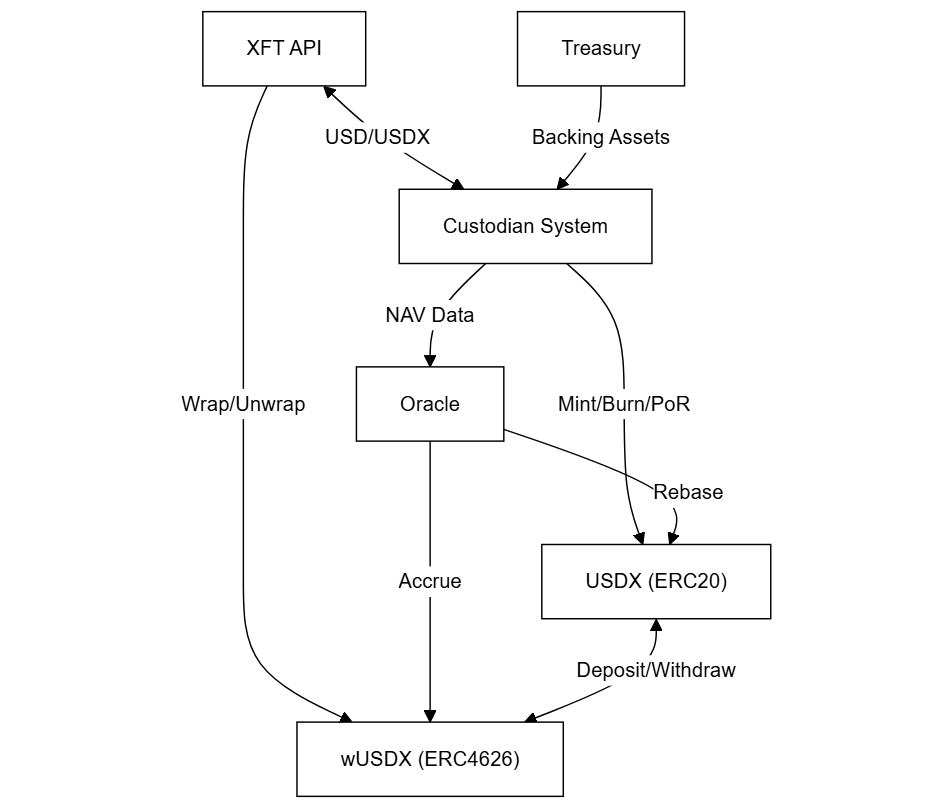 XFT API
Treasury
USD/USDX
Backing Assets
Custodian System
NAV Data
Wrap/Unwrap
Oracle
Mint/Burn/PoR
Rebase
Accrue
USDX (ERC20)
Deposit/Withdraw
wUSDX (ERC4626)